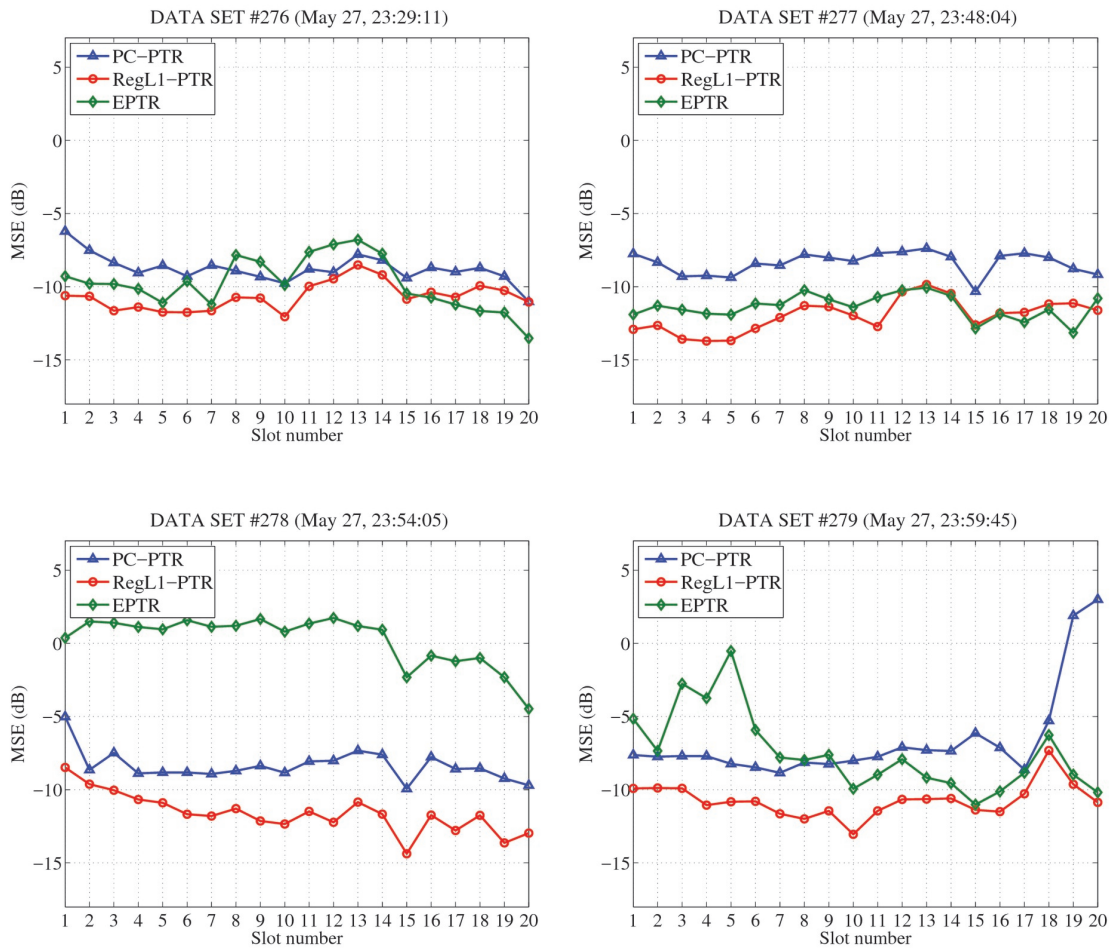 DATA SET #276 (May 27, 23:29:11)
PC−PTR
RegL1−PTR
EPTR
5
0
−5
−10
−15
MSE (dB)
1 2 3 4 5 6 7 8 9 10 11 12 13 14 15 16 17 18 19 20
Slot number
DATA SET #277 (May 27, 23:48:04)
PC−PTR
RegL1−PTR
EPTR
5
0
−5
−10
−15
MSE (dB)
1 2 3 4 5 6 7 8 9 10 11 12 13 14 15 16 17 18 19 20
Slot number
DATA SET #278 (May 27, 23:54:05)
PC−PTR
RegL1−PTR
EPTR
5
0
−5
−10
−15
MSE (dB)
1 2 3 4 5 6 7 8 9 10 11 12 13 14 15 16 17 18 19 20
Slot number
DATA SET #279 (May 27, 23:59:45)
PC−PTR
RegL1−PTR
EPTR
5
0
−5
−10
−15
MSE (dB)
1 2 3 4 5 6 7 8 9 10 11 12 13 14 15 16 17 18 19 20
Slot number